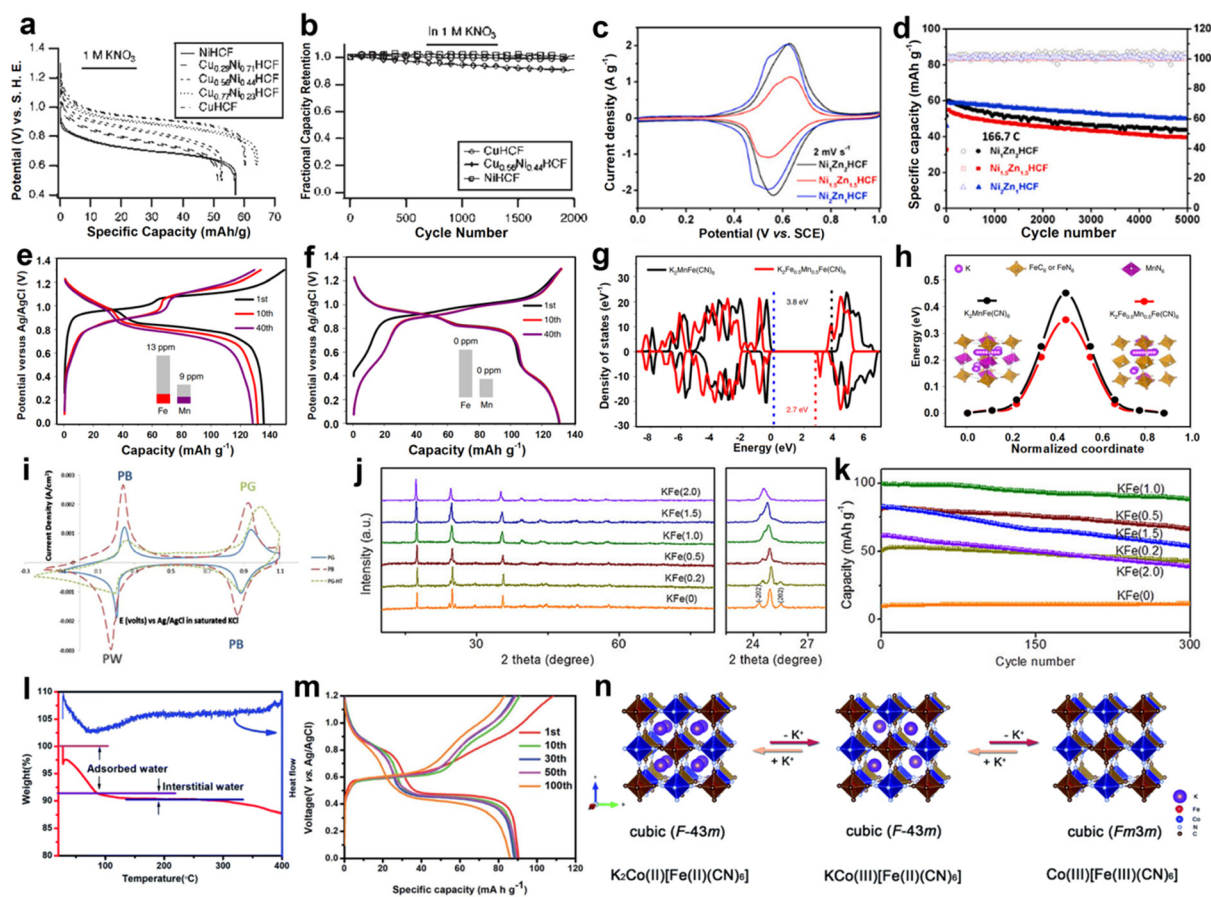 a
1 M KNO3
NiHCF
Cu0.29Ni0.71HCF
Cu0.56Ni0.44HCF
Cu0.77Ni0.23HCF
CuHCF
Potential (V) vs. S. H. E.
1.2
1.0
0.8
0.6
0.4
0 10 20 30 40 50 60 70
Specific Capacity (mAh/g)
b
In 1 M KNO3
Fractional Capacity Retention
1.0
0.8
0.6
0.4
0.2
0.0
CuHCF
Cu0.56Ni0.44HCF
NiHCF
0 500 1000 1500 2000
Cycle Number
c
Current density (A g-1)
2
1
0
-1
-2
2 mV s-1
Ni1Zn2HCF
Ni1.5Zn1.5HCF
Ni2Zn1HCF
0.0 0.2 0.4 0.6 0.8 1.0
Potential (V vs. SCE)
d
Specific capacity (mAh g-1)
100
80
60
40
20
0
120
100
80
60
40
20
0
166.7 C
Ni1Zn2HCF
Ni1.5Zn1.5HCF
Ni2Zn1HCF
0 1000 2000 3000 4000 5000
Cycle number
e
Potential versus Ag/AgCl (V)
1.2
1.0
0.8
0.6
0.4
0.2
0.0
1st
10th
40th
13 ppm
9 ppm
Fe Mn
0 20 40 60 80 100 120 140
Capacity (mAh g-1)
f
Potential versus Ag/AgCl (V)
1.2
1.0
0.8
0.6
0.4
0.2
0.0
1st
10th
40th
0 ppm
0 ppm
Fe Mn
0 20 40 60 80 100 120 140
Capacity (mAh g-1)
g
K2MnFe(CN)6
K2Fe0.5Mn0.5Fe(CN)6
Density of states (eV-1)
30
20
10
0
-10
-20
-30
3.8 eV
2.7 eV
-8 -6 -4 -2 0 2 4 6
Energy (eV)
h
K
FeC6 or FeN6
MnN6
K2MnFe(CN)6
K2Fe0.5Mn0.5Fe(CN)6
Energy (eV)
0.5
0.4
0.3
0.2
0.1
0.0
0.0 0.2 0.4 0.6 0.8 1.0
Normalized coordinate
i
PB
PG
Current Density (A/cm2)
0.003
0.002
0.001
-0.001
-0.003
-0.3
0.1
0.5
0.9
1.1
PG
PB
PG-HT
E (volts) vs Ag/AgCl in saturated KCl
PW
PB
j
Intensity (a.u.)
KFe(2.0)
KFe(1.5)
KFe(1.0)
KFe(0.5)
KFe(0.2)
KFe(0)
30 60
2 theta (degree)
(-202)
(202)
24 27
2 theta (degree)
k
Capacity (mAh g-1)
100
50
0
KFe(1.0)
KFe(0.5)
KFe(1.5)
KFe(0.2)
KFe(2.0)
KFe(0)
0 150 300
Cycle number
l
Weight(%)
110
105
100
95
90
85
80
Adsorbed water
Interstitial water
Heat flow
100 200 300 400
Temperature(°C)
m
Voltage(V vs. Ag/AgCl)
1.2
1.0
0.8
0.6
0.4
0.2
0.0
1st
10th
30th
50th
100th
0 20 40 60 80 100 120
Specific capacity (mA h g-1)
n
- K+
+ K+
- K+
+ K+
K
Fe
Co
N
C
cubic (F-43m)
cubic (F-43m)
cubic (Fm3m)
K2Co(II)[Fe(II)(CN)6]
KCo(III)[Fe(II)(CN)6]
Co(III)[Fe(III)(CN)6]